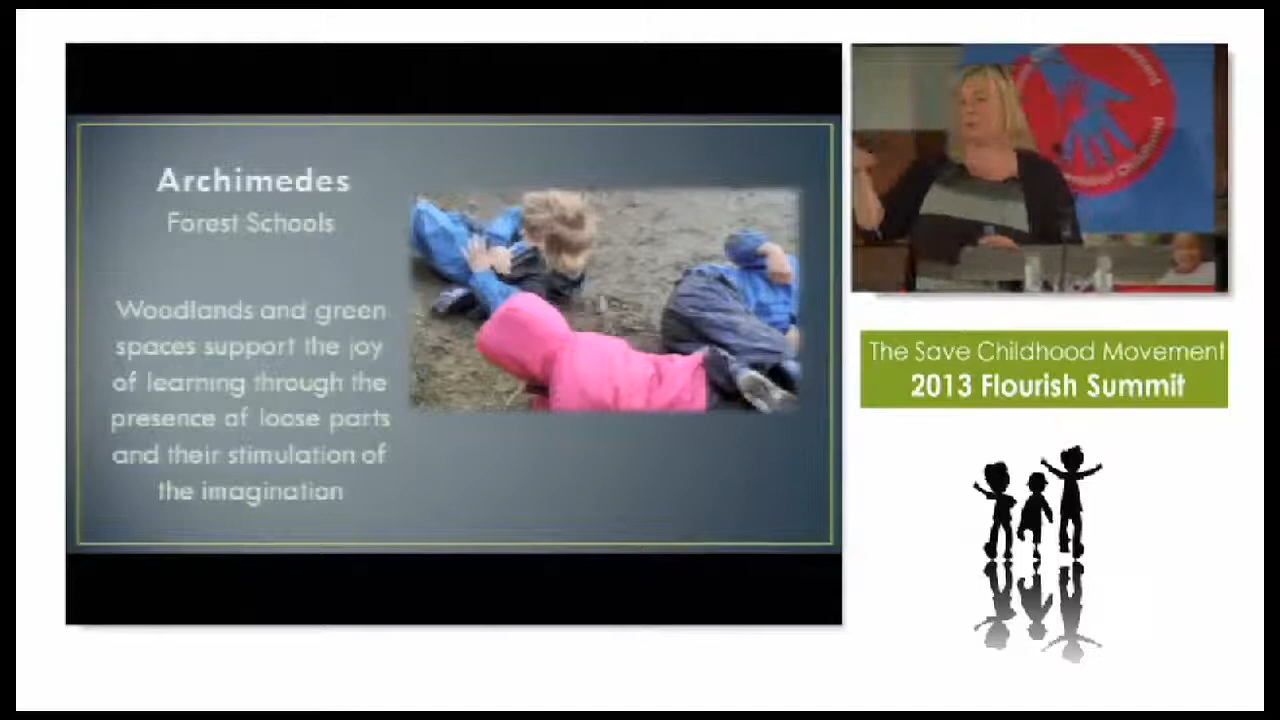 Archimedes
Forest Schools
Woodlands and green
spaces support the joy
of learning through the
presence of loose parts
and their stimulation of
the imagination
The Save Childhood Movement
2013 Flourish Summit